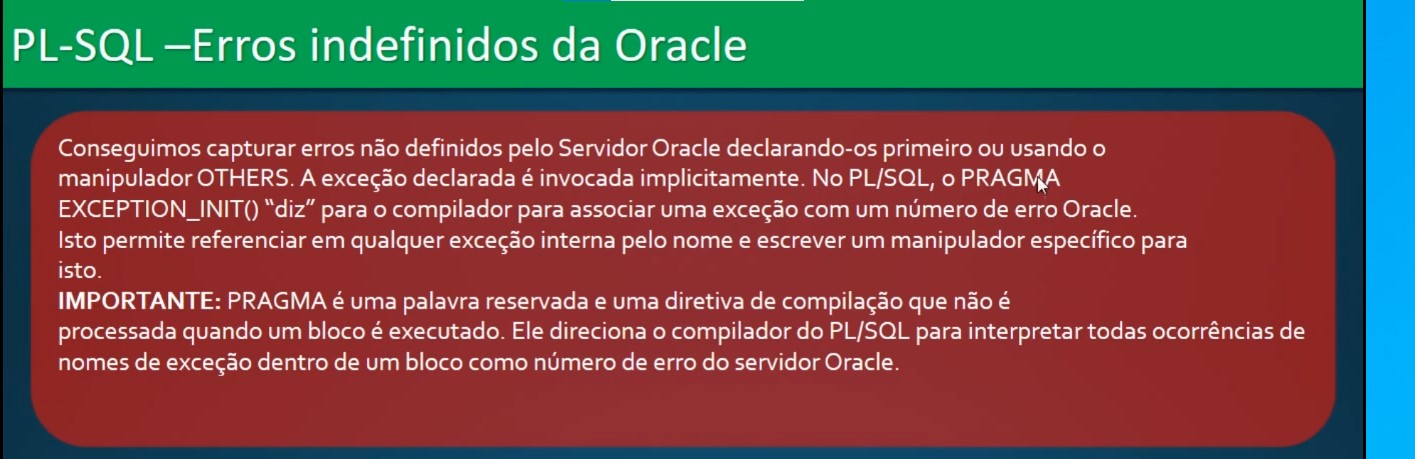 PL-SQL –Erros indefinidos da Oracle
Conseguimos capturar erros não definidos pelo Servidor Oracle declarando-os primeiro ou usando o
manipulador OTHERS. A exceção declarada é invocada implicitamente. No PL/SQL, o PRAGMA
EXCEPTION_INIT() “diz” para o compilador para associar uma exceção com um número de erro Oracle.
Isto permite referenciar em qualquer exceção interna pelo nome e escrever um manipulador específico para
isto.
IMPORTANTE: PRAGMA é uma palavra reservada e uma diretiva de compilação que não é
processada quando um bloco é executado. Ele direciona o compilador do PL/SQL para interpretar todas ocorrências de
nomes de exceção dentro de um bloco como número de erro do servidor Oracle.